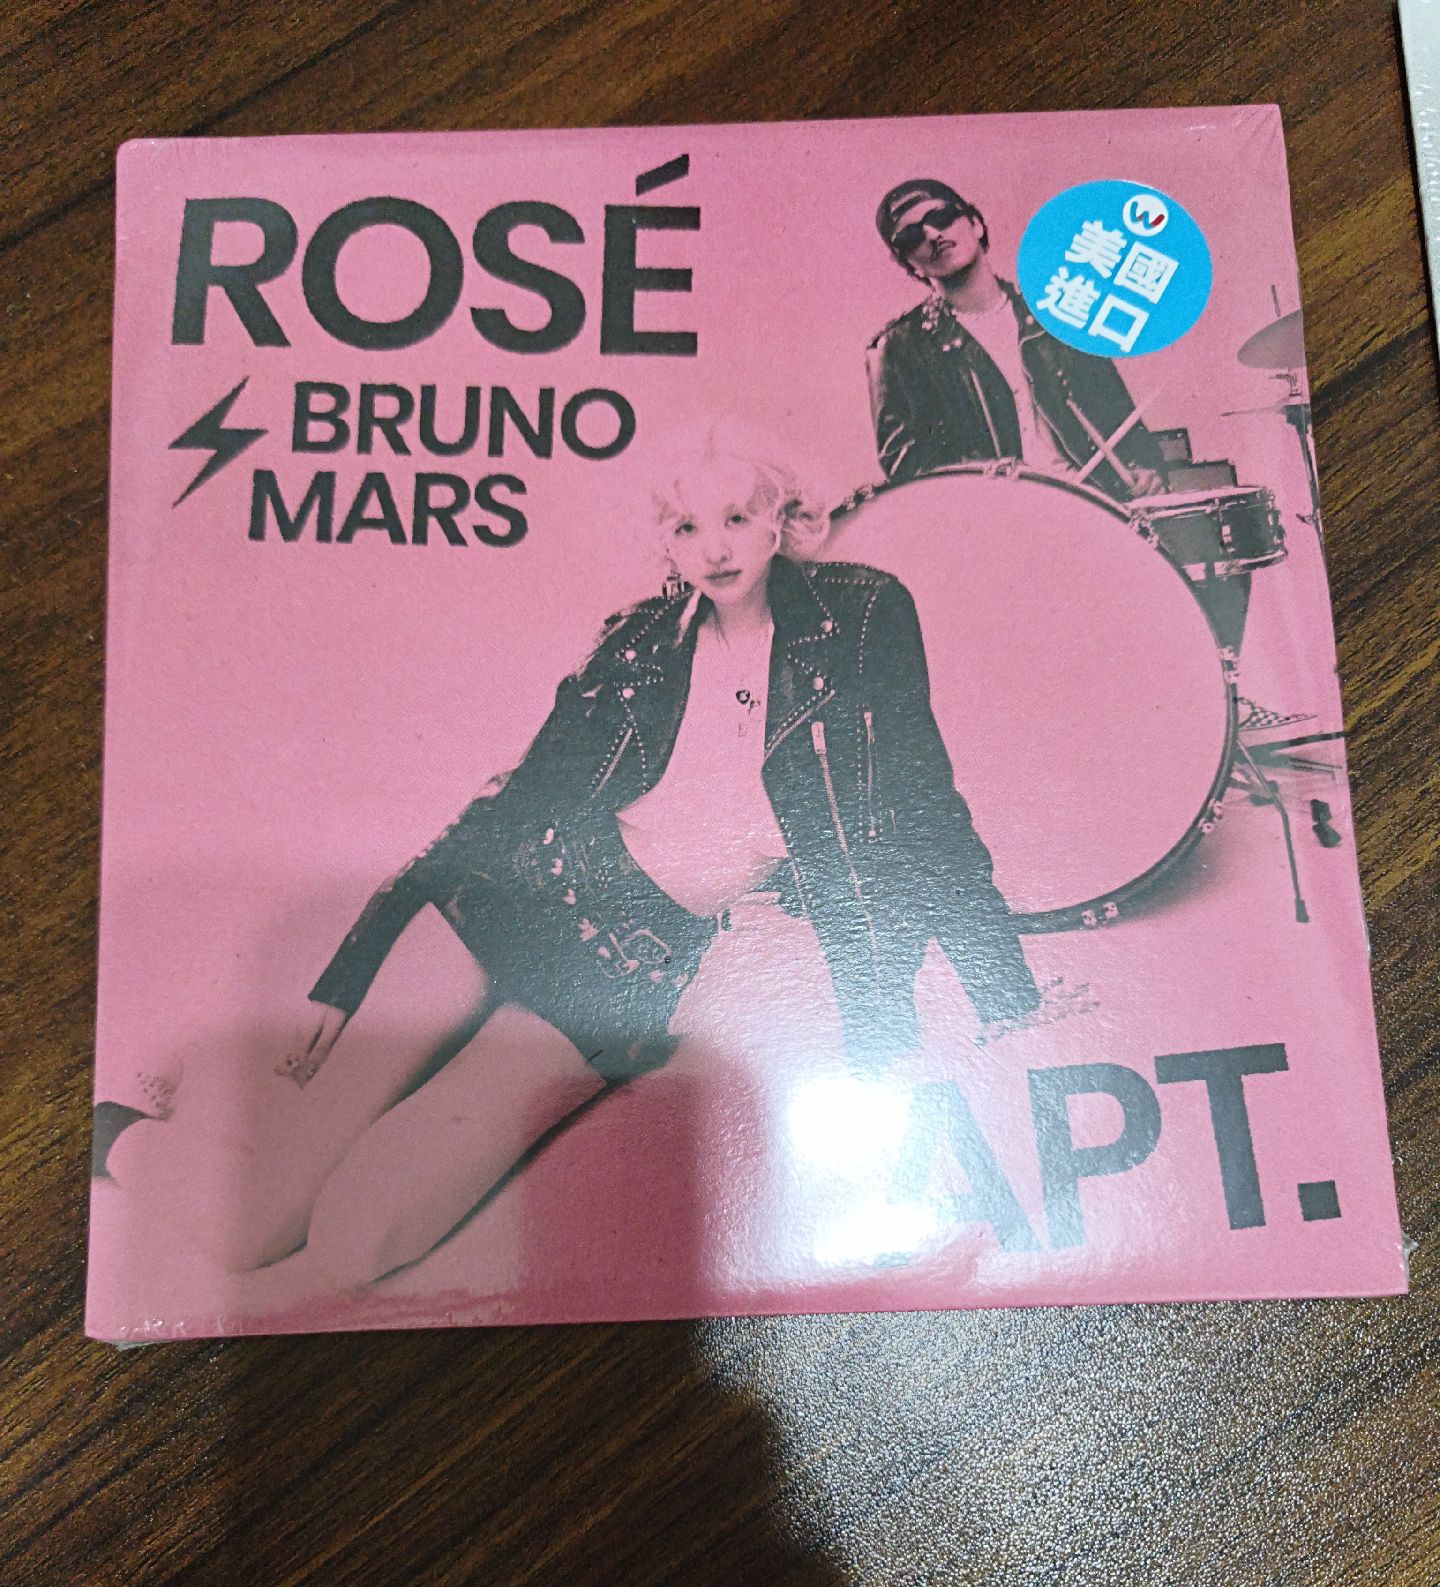 ROSÉ
BRUNO
MARS
W
美國
進口
APT.